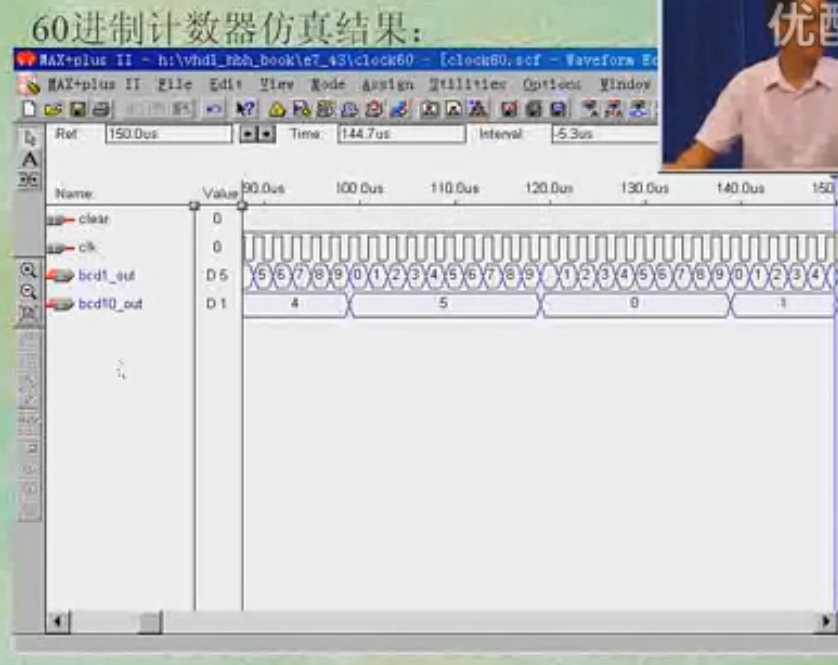 60进制计数器仿真结果:
优酷
MAX+plus II - h:\vhdl_hbh_book\e7_43\clock60 - [clock60.scf - Waveform Ed
MAX+plus II File Edit View Node Assign Utilities Options Window
Ref: 150.0us Time: 144.7us Interval: -5.3us
Name: Value: 90.0us 100.0us 110.0us 120.0us 130.0us 140.0us 150
clear 0
clk 0
bcd1_out D 5 5 6 7 8 9 0 1 2 3 4 5 6 7 8 9 1 2 3 4 5 6 7 8 9 0 1 2 3 4
bcd10_out D 1 4 5 0 1